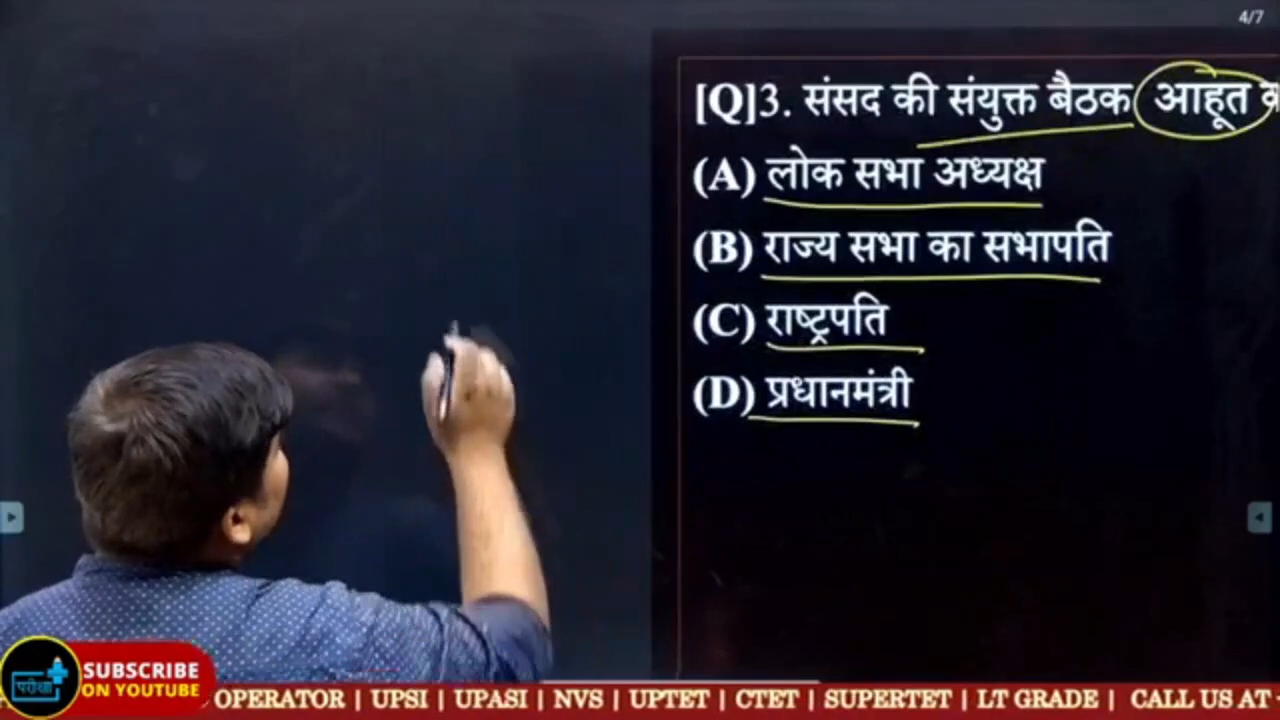 4/7
[Q]3. संसद की संयुक्त बैठक आहूत
(A) लोक सभा अध्यक्ष
(B) राज्य सभा का सभापति
(C) राष्ट्रपति
(D) प्रधानमंत्री
परीक्षा
SUBSCRIBE
ON YOUTUBE
OPERATOR | UPSI | UPASI | NVS | UPTET | CTET | SUPERTET | LT GRADE | CALL US AT